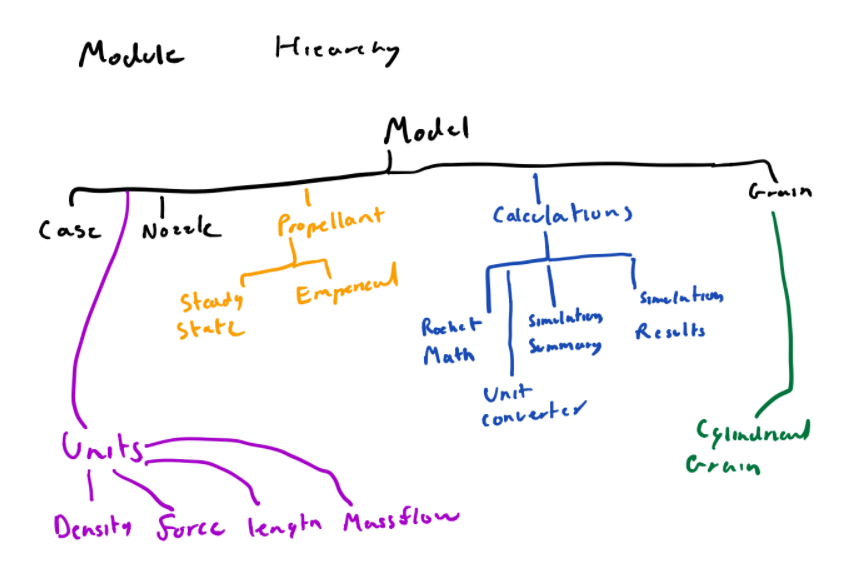 Module Hierarchy
Model
Case
Nozzle
Propellant
Calculations
Grain
Steady
State
Emperical
Rocket
Math
Unit
converter
Simulation
Summary
Simulation
Results
Units
Density
Force
length
Massflow
Cylindrical
Grain